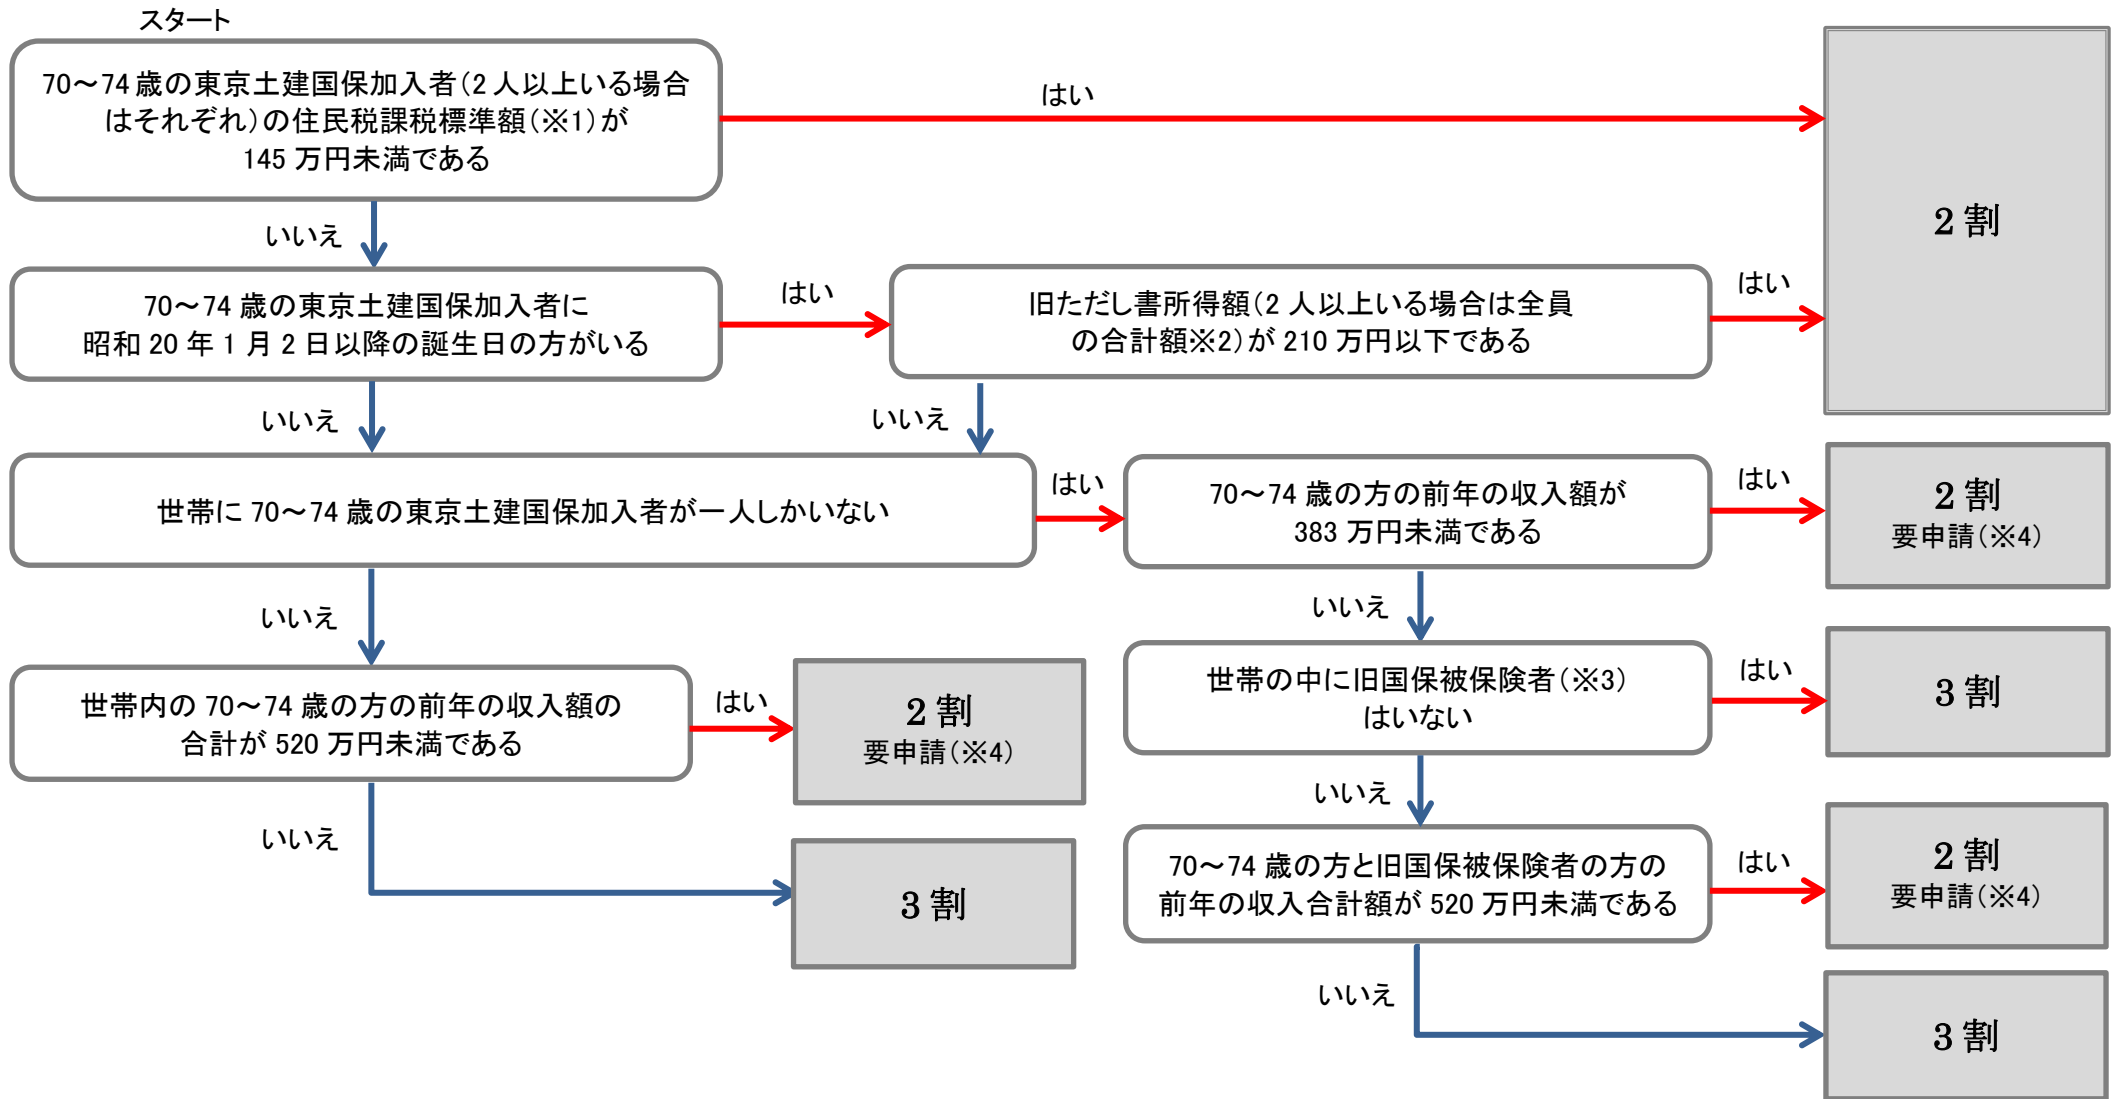 スタート
70～74歳の東京土建国保加入者（2人以上いる場合
はそれぞれ）の住民税課税標準額（※1）が
145万円未満である
はい
2割
いいえ
70～74歳の東京土建国保加入者に
昭和20年1月2日以降の誕生日の方がいる
はい
旧ただし書所得額（2人以上いる場合は全員
の合計額※2）が210万円以下である
はい
いいえ
いいえ
世帯に70～74歳の東京土建国保加入者が一人しかいない
はい
70～74歳の方の前年の収入額が
383万円未満である
はい
2割
要申請（※4）
いいえ
いいえ
世帯内の70～74歳の方の前年の収入額の
合計が520万円未満である
はい
2割
要申請（※4）
世帯の中に旧国保被保険者（※3）
はいない
はい
3割
いいえ
3割
いいえ
70～74歳の方と旧国保被保険者の方の
前年の収入合計額が520万円未満である
はい
2割
要申請（※4）
いいえ
3割